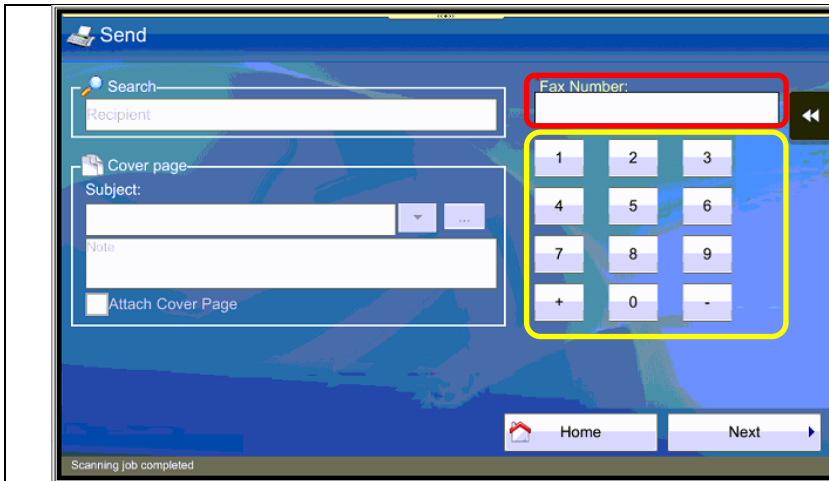 Send
Search
Recipient
Cover page
Subject:
...
Note
Attach Cover Page
Fax Number:
1 2 3
4 5 6
7 8 9
+ 0 -
Home Next
Scanning job completed